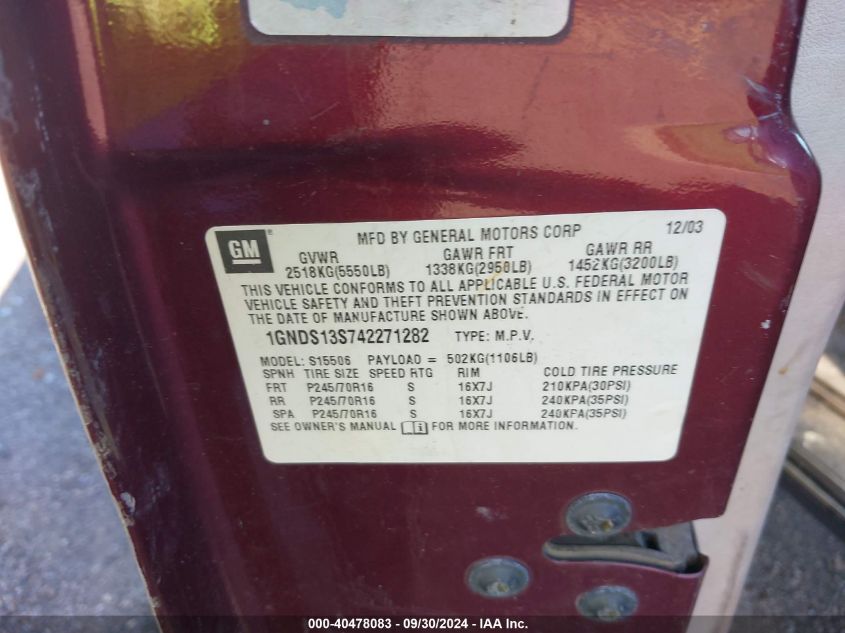 GM
MFD BY GENERAL MOTORS CORP 12/03
GVWR GAWR FRT GAWR RR
2518KG(5550LB) 1338KG(2950LB) 1452KG(3200LB)
THIS VEHICLE CONFORMS TO ALL APPLICABLE U.S. FEDERAL MOTOR
VEHICLE SAFETY AND THEFT PREVENTION STANDARDS IN EFFECT ON
THE DATE OF MANUFACTURE SHOWN ABOVE.
1GNDS13S742271282 TYPE: M.P.V.
MODEL: S15506 PAYLOAD = 502KG(1106LB)
SPNH TIRE SIZE SPEED RTG RIM COLD TIRE PRESSURE
FRT P245/70R16 S 16X7J 210KPA(30PSI)
RR P245/70R16 S 16X7J 240KPA(35PSI)
SPA P245/70R16 S 16X7J 240KPA(35PSI)
SEE OWNER'S MANUAL FOR MORE INFORMATION.
000-40478083 - 09/30/2024 - IAA Inc.